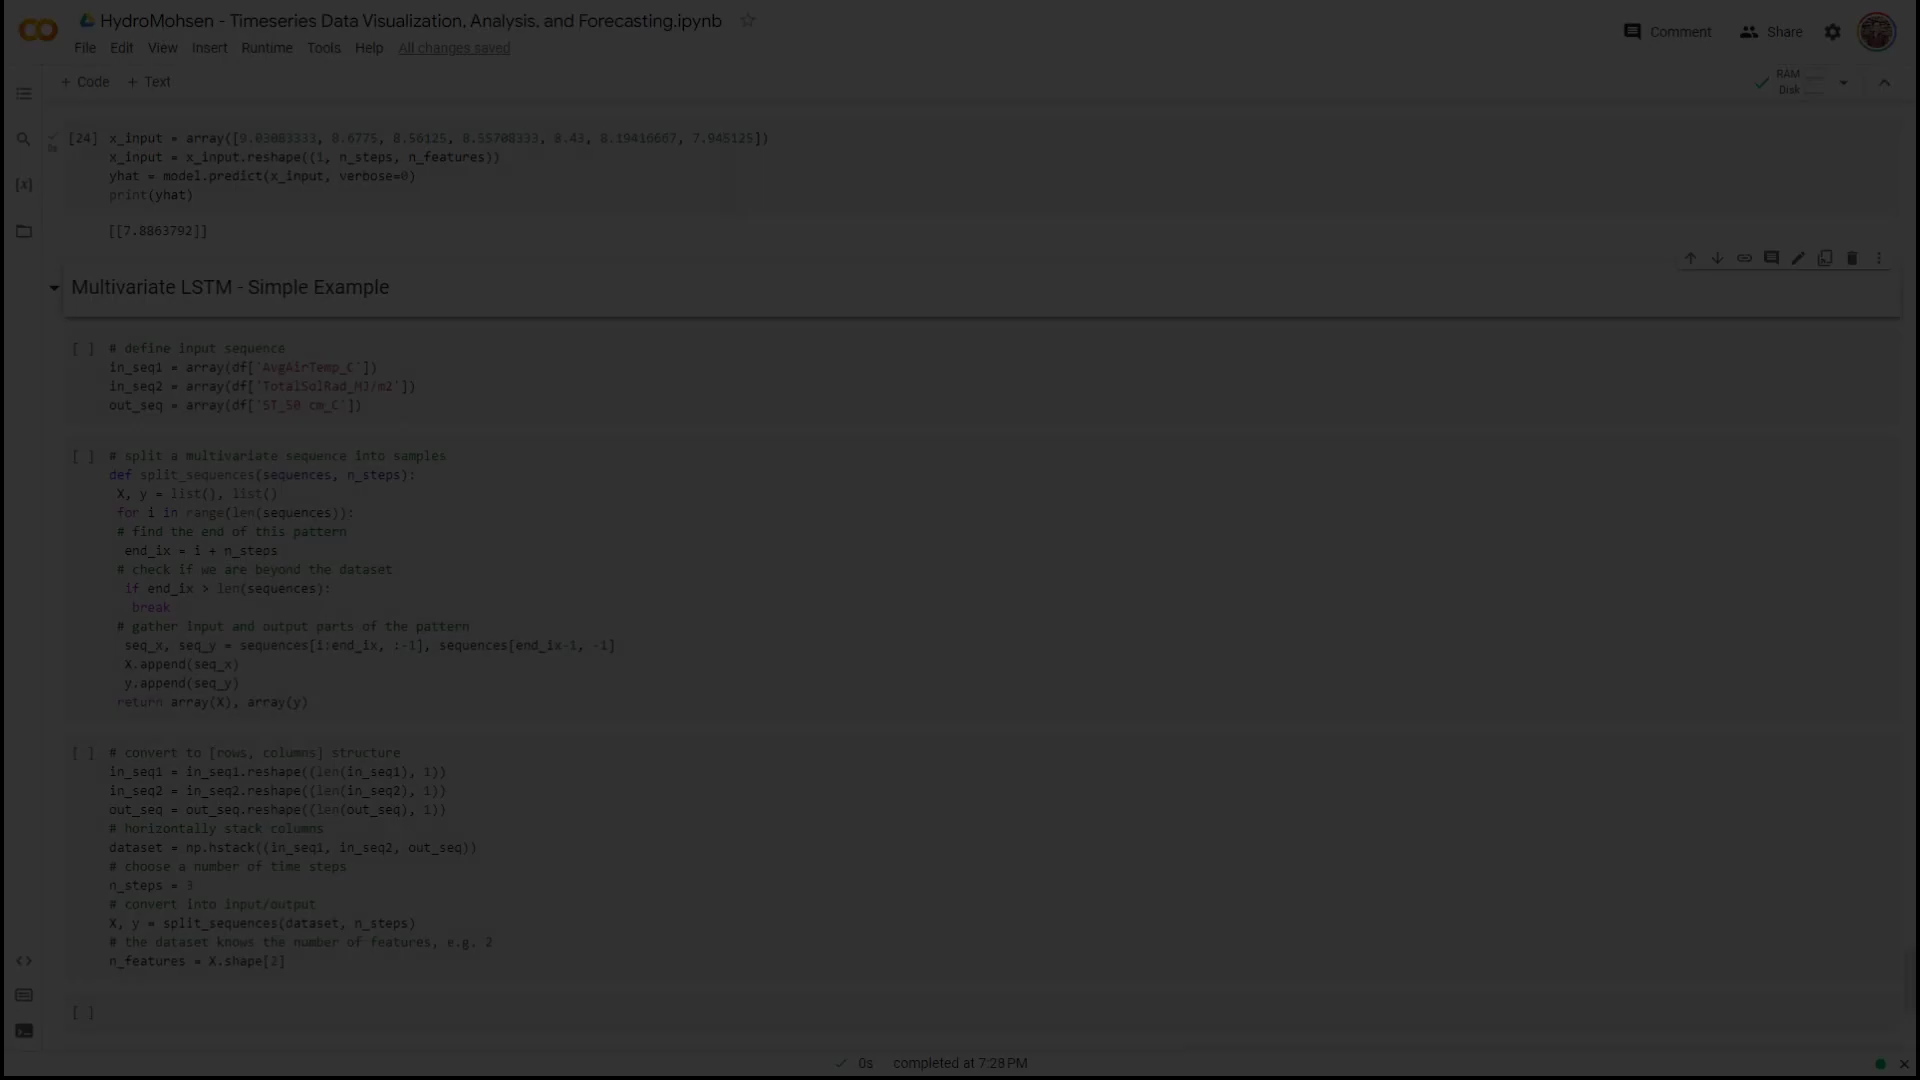 HydroMohsen - Timeseries Data Visualization, Analysis, and Forecasting.ipynb
File Edit View Insert Runtime Tools Help All changes saved
Comment Share
+ Code + Text
RAM
Disk
[24] x_input = array([9.03083333, 8.6775, 8.56125, 8.55708333, 8.43, 8.19416667, 7.945125])
0s
x_input = x_input.reshape((1, n_steps, n_features))
yhat = model.predict(x_input, verbose=0)
print(yhat)
[[7.8863792]]
Multivariate LSTM - Simple Example
[ ] # define input sequence
in_seq1 = array(df['AvgAirTemp_C'])
in_seq2 = array(df['TotalSolRad_MJ/m2'])
out_seq = array(df['ST_50 cm_C'])
[ ] # split a multivariate sequence into samples
def split_sequences(sequences, n_steps):
X, y = list(), list()
for i in range(len(sequences)):
# find the end of this pattern
end_ix = i + n_steps
# check if we are beyond the dataset
if end_ix > len(sequences):
break
# gather input and output parts of the pattern
seq_x, seq_y = sequences[i:end_ix, :-1], sequences[end_ix-1, -1]
X.append(seq_x)
y.append(seq_y)
return array(X), array(y)
[ ] # convert to [rows, columns] structure
in_seq1 = in_seq1.reshape((len(in_seq1), 1))
in_seq2 = in_seq2.reshape((len(in_seq2), 1))
out_seq = out_seq.reshape((len(out_seq), 1))
# horizontally stack columns
dataset = np.hstack((in_seq1, in_seq2, out_seq))
# choose a number of time steps
n_steps = 3
# convert into input/output
X, y = split_sequences(dataset, n_steps)
# the dataset knows the number of features, e.g. 2
n_features = X.shape[2]
[ ]
0s completed at 7:28 PM